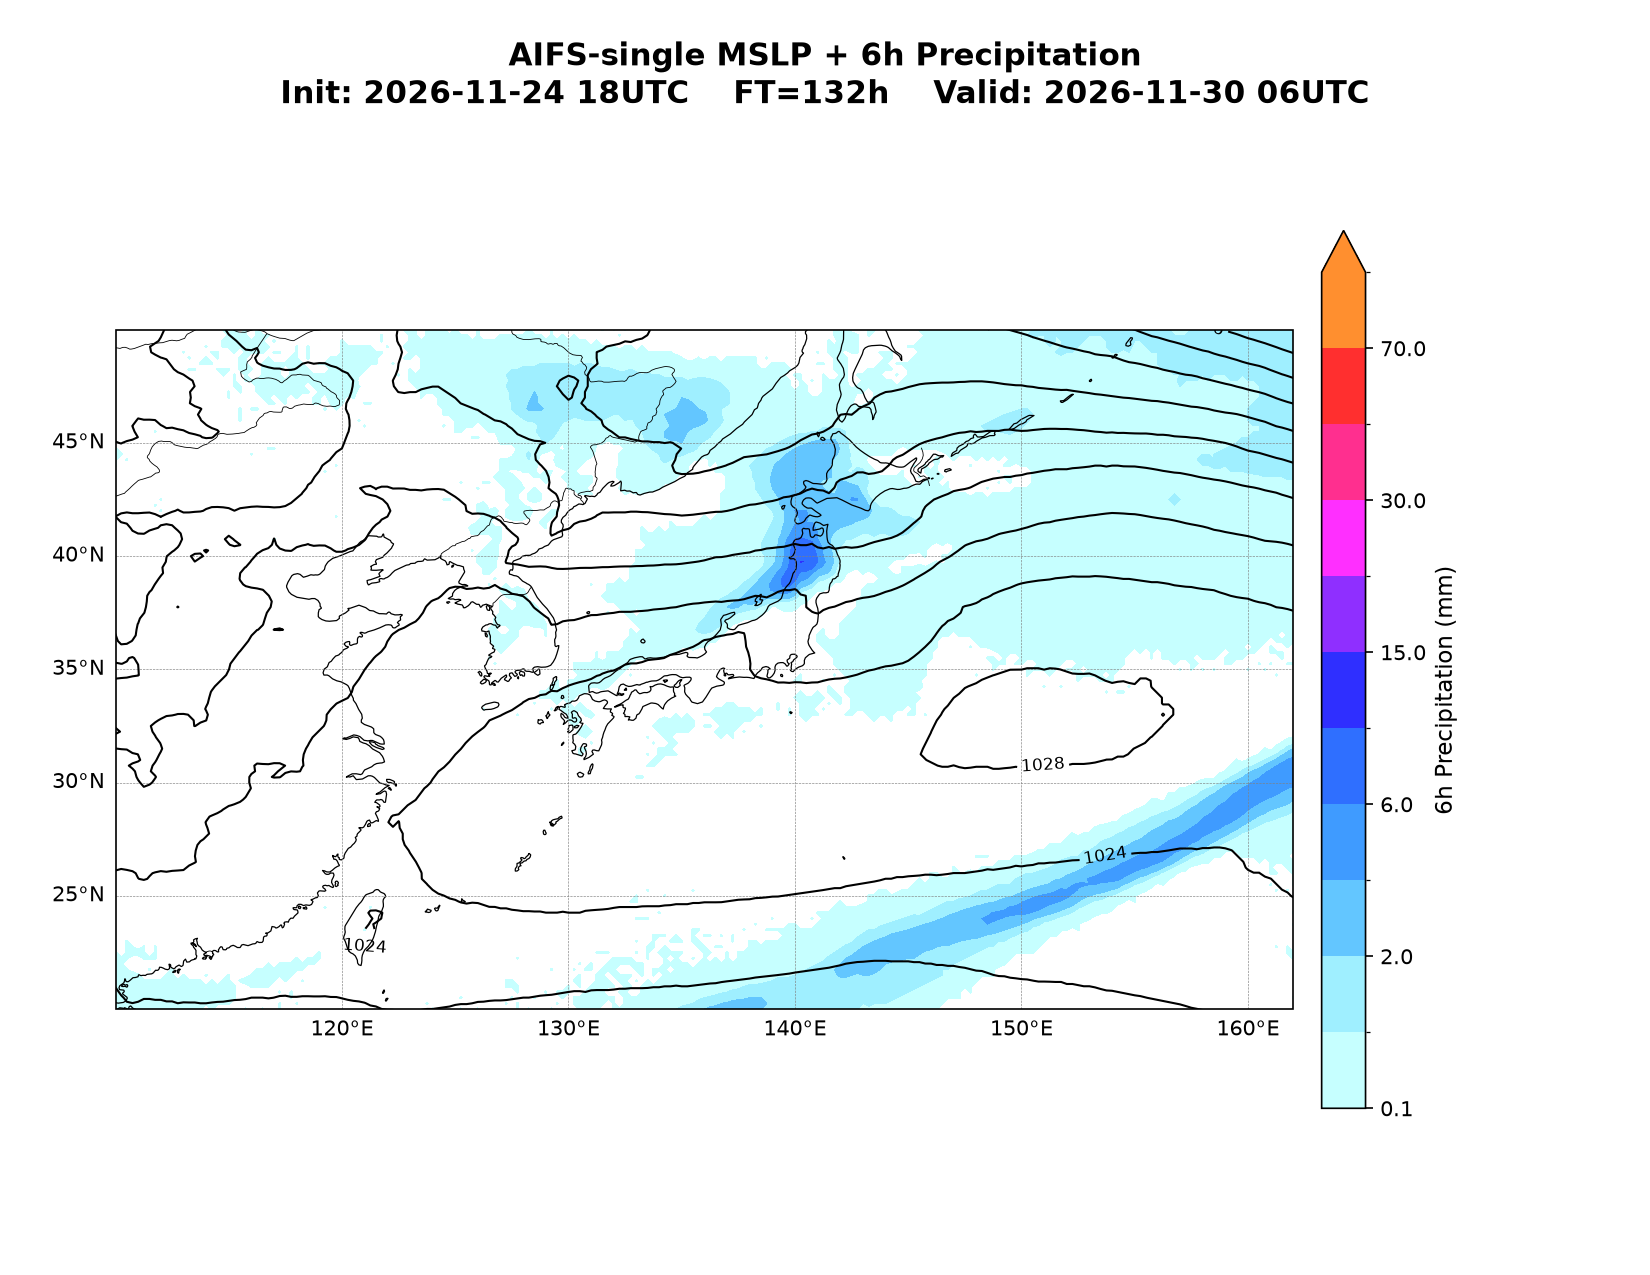 AIFS-single MSLP + 6h Precipitation
Init: 2026-11-24 18UTC    FT=132h    Valid: 2026-11-30 06UTC
70.0
30.0
15.0
6.0
2.0
0.1
6h Precipitation (mm)
45°N
40°N
35°N
30°N
25°N
1028
1024
1024
120°E
130°E
140°E
150°E
160°E